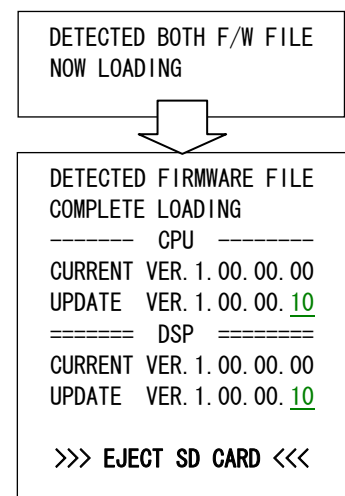 DETECTED BOTH F/W FILE
NOW LOADING
DETECTED FIRMWARE FILE
COMPLETE LOADING
------- CPU --------
CURRENT VER.1.00.00.00
UPDATE VER.1.00.00.10
======= DSP ========
CURRENT VER.1.00.00.00
UPDATE VER.1.00.00.10
>>> EJECT SD CARD <<<